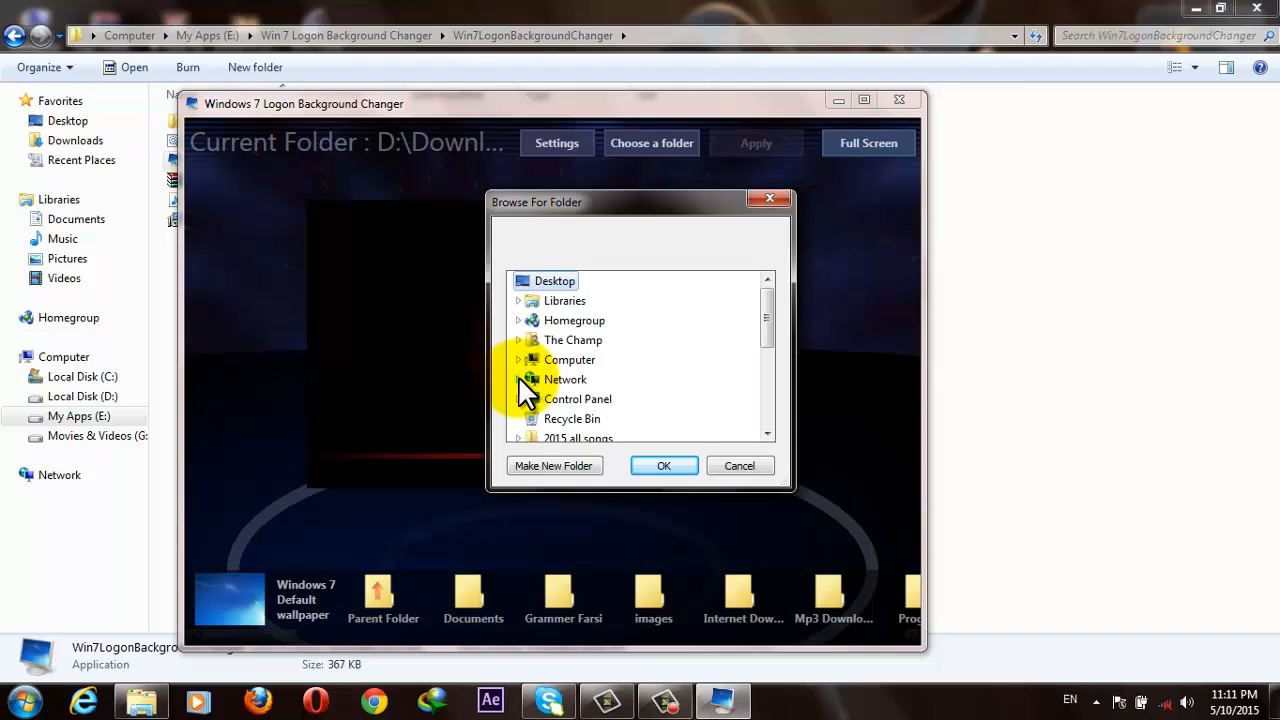 Computer
My Apps (E:)
Win 7 Logon Background Changer
Win7LogonBackgroundChanger
Search Win7LogonBackgroundChanger
Organize
Open
Burn
New folder
Favorites
Desktop
Downloads
Recent Places
Libraries
Documents
Music
Pictures
Videos
Homegroup
Computer
Local Disk (C:)
Local Disk (D:)
My Apps (E:)
Movies & Videos (G:
Network
Windows 7 Logon Background Changer
Current Folder : D:\Downl...
Settings
Choose a folder
Apply
Full Screen
Browse For Folder
Desktop
Libraries
Homegroup
The Champ
Computer
Network
Control Panel
Recycle Bin
2015 all songs
Make New Folder
OK
Cancel
Windows 7
Default
wallpaper
Parent Folder
Documents
Grammer Farsi
images
Internet Dow...
Mp3 Downlo...
Prog
Win7LogonBackgro
Application
Size: 367 KB
Ae
EN
11:11 PM
5/10/2015